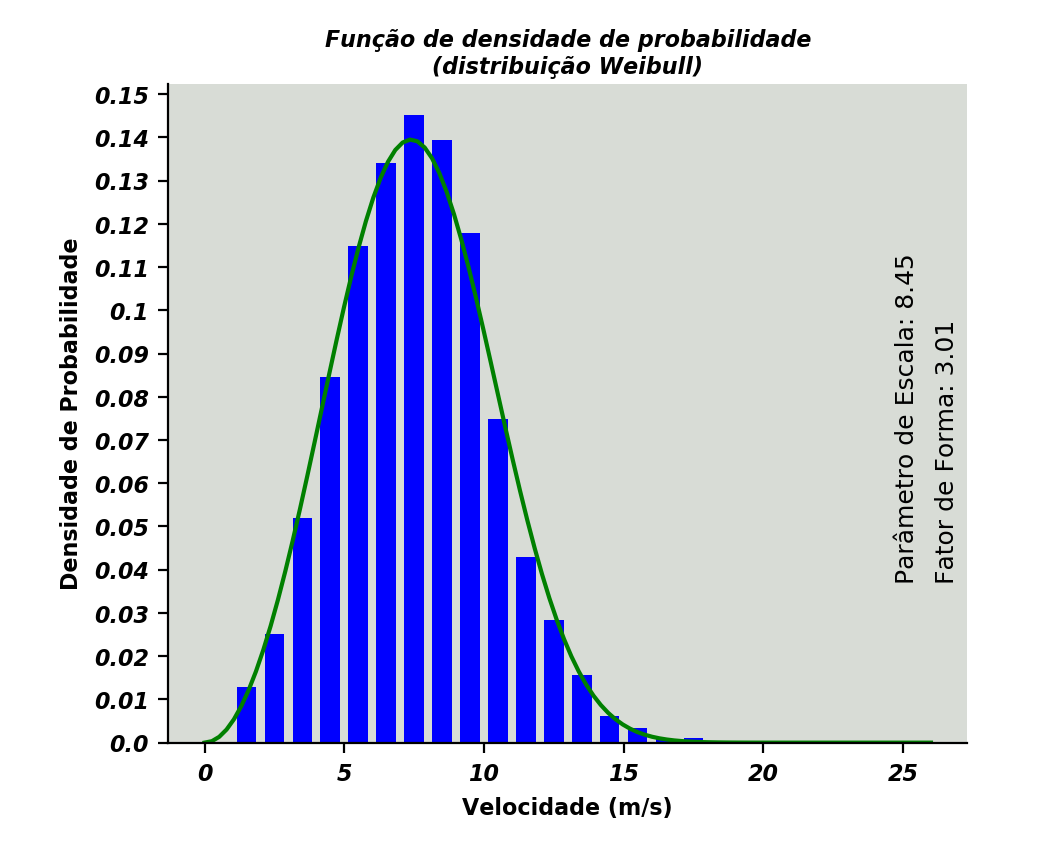 Função de densidade de probabilidade
(distribuição Weibull)
Densidade de Probabilidade
0.15
0.14
0.13
0.12
0.11
0.1
0.09
0.08
0.07
0.06
0.05
0.04
0.03
0.02
0.01
0.0
0 5 10 15 20 25
Velocidade (m/s)
Parâmetro de Escala: 8.45
Fator de Forma: 3.01